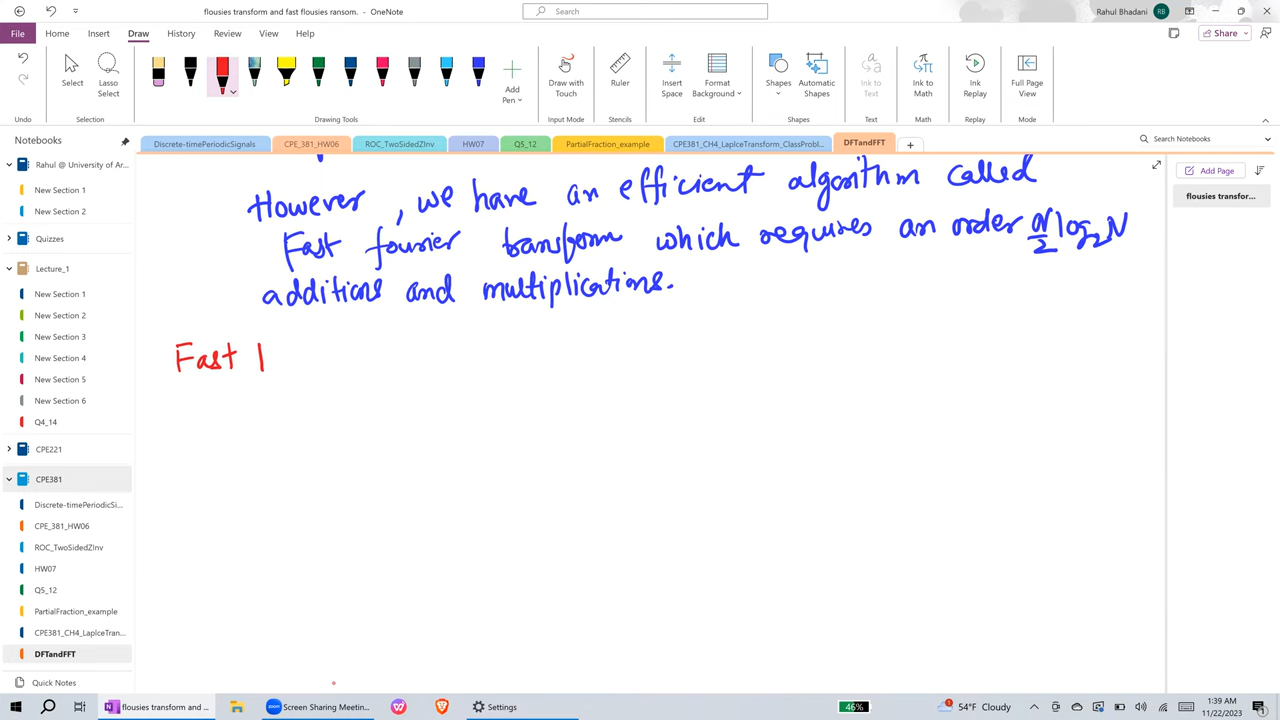 flousies transform and fast flousies ransom. - OneNote
Search
Rahul Bhadani
RB
File
Home
Insert
Draw
History
Review
View
Help
Share
Undo
Select
Lasso Select
Selection
Add Pen
Drawing Tools
Draw with Touch
Input Mode
Ruler
Stencils
Insert Space
Format Background
Edit
Shapes
Automatic Shapes
Shapes
Ink to Text
Text
Ink to Math
Math
Ink Replay
Replay
Full Page View
Zooming
Notebooks
Discrete-timePeriodicSignals
CPE_381_HW06
ROC_TwoSidedZInv
HW07
Q5_12
PartialFraction_example
CPE381_CH4_LaplceTransform_ClassProbl...
DFTandFFT
Search Notebooks
Add Page
flousies transfor...
Rahul @ University of Ar...
New Section 1
New Section 2
Quizzes
Lecture_1
New Section 1
New Section 2
New Section 3
New Section 4
New Section 5
New Section 6
Q4_14
CPE221
CPE381
Discrete-timePeriodicSi...
CPE_381_HW06
ROC_TwoSidedZInv
HW07
Q5_12
PartialFraction_example
CPE381_CH4_LaplceTran...
DFTandFFT
Quick Notes
However, we have an efficient algorithm called
Fast fourier transform which requires an order N/2 log₂N
additions and multiplications.
Fast
flousies transform and
Screen Sharing Meetin...
Settings
46%
54°F Cloudy
1:39 AM
11/22/2023